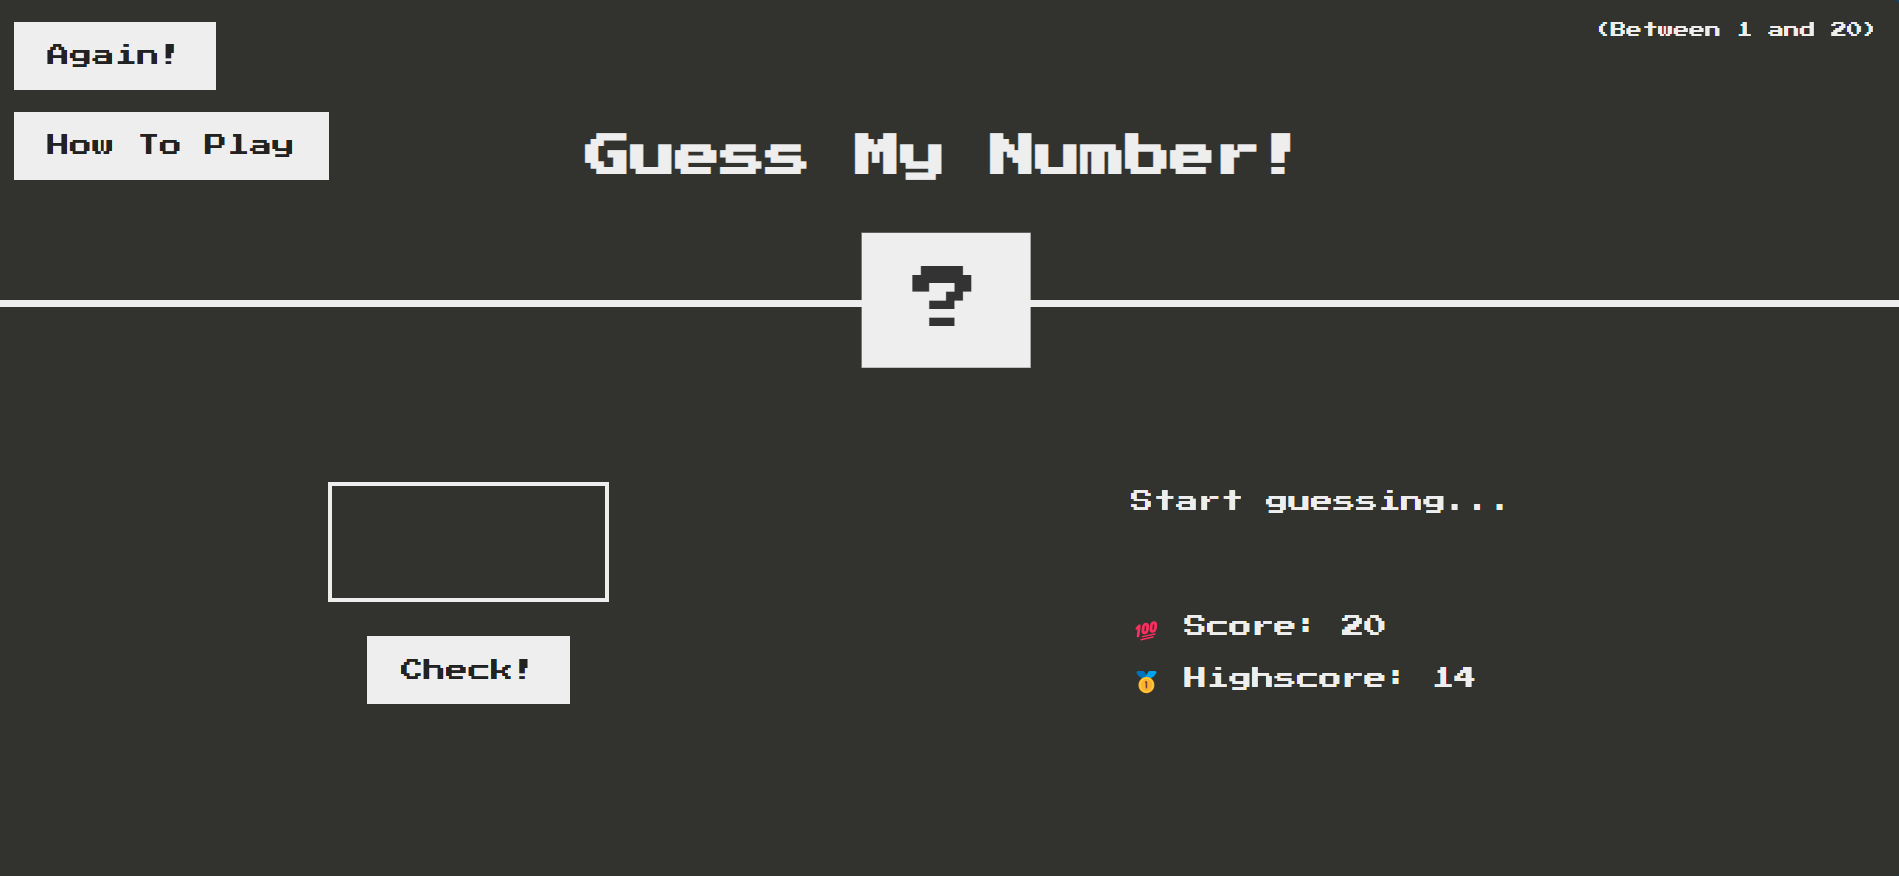 Again!
(Between 1 and 20)
How To Play
Guess My Number!
?
Start guessing...
💯 Score: 20
Check!
🥇 Highscore: 14